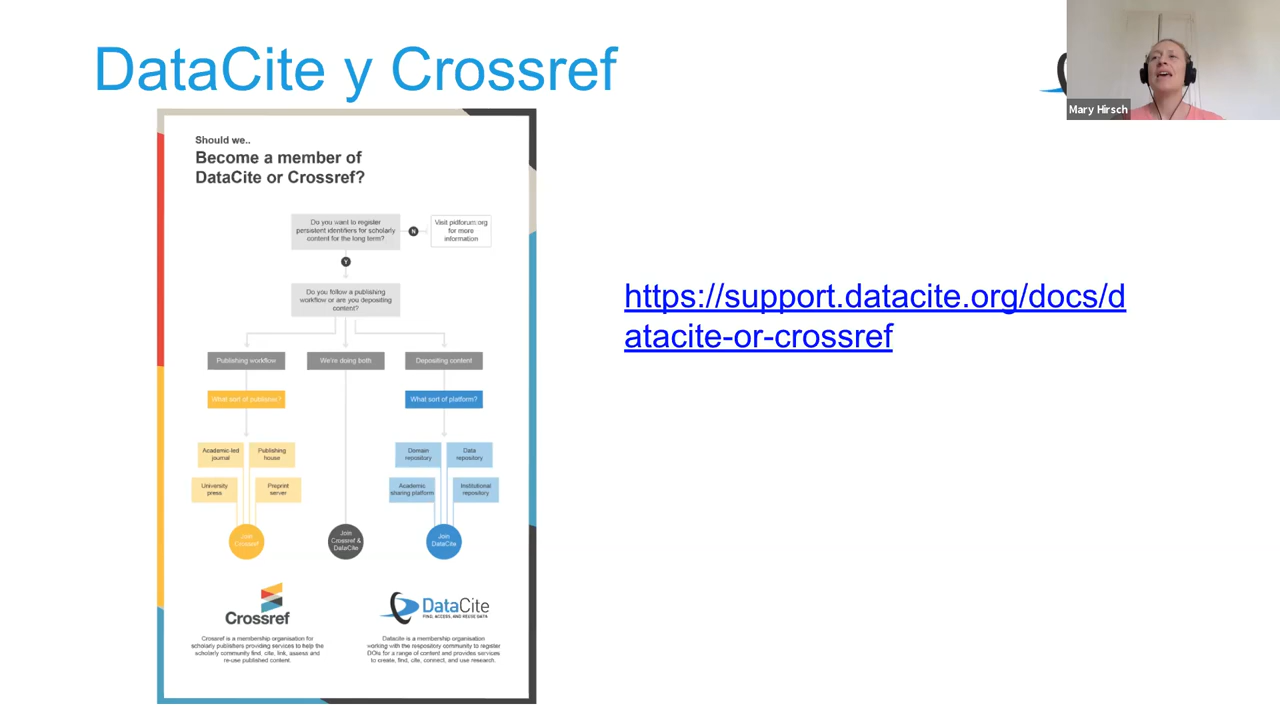 DataCite y Crossref
Mary Hirsch
Should we..
Become a member of
DataCite or Crossref?
Do you want to register
persistent identifiers for scholarly
content for the long term?
N
Visit pidforum.org
for more
information
Y
Do you follow a publishing
workflow or are you depositing
content?
Publishing workflow
We're doing both
Depositing content
What sort of publisher?
What sort of platform?
Academic-led
journal
Publishing
house
Domain
repository
Data
repository
University
press
Preprint
server
Academic
sharing platform
Institutional
repository
Join
Crossref
Join
Crossref &
DataCite
Join
DataCite
Crossref
DataCite
FIND, ACCESS, AND REUSE DATA
Crossref is a membership organisation for
scholarly publishers providing services to help the
scholarly community find, cite, link, assess and
re-use published content.
Datacite is a membership organisation
working with the respository community to register
DOIs for a range of content and provides services
to create, find, cite, connect, and use research.
https://support.datacite.org/docs/d
atacite-or-crossref